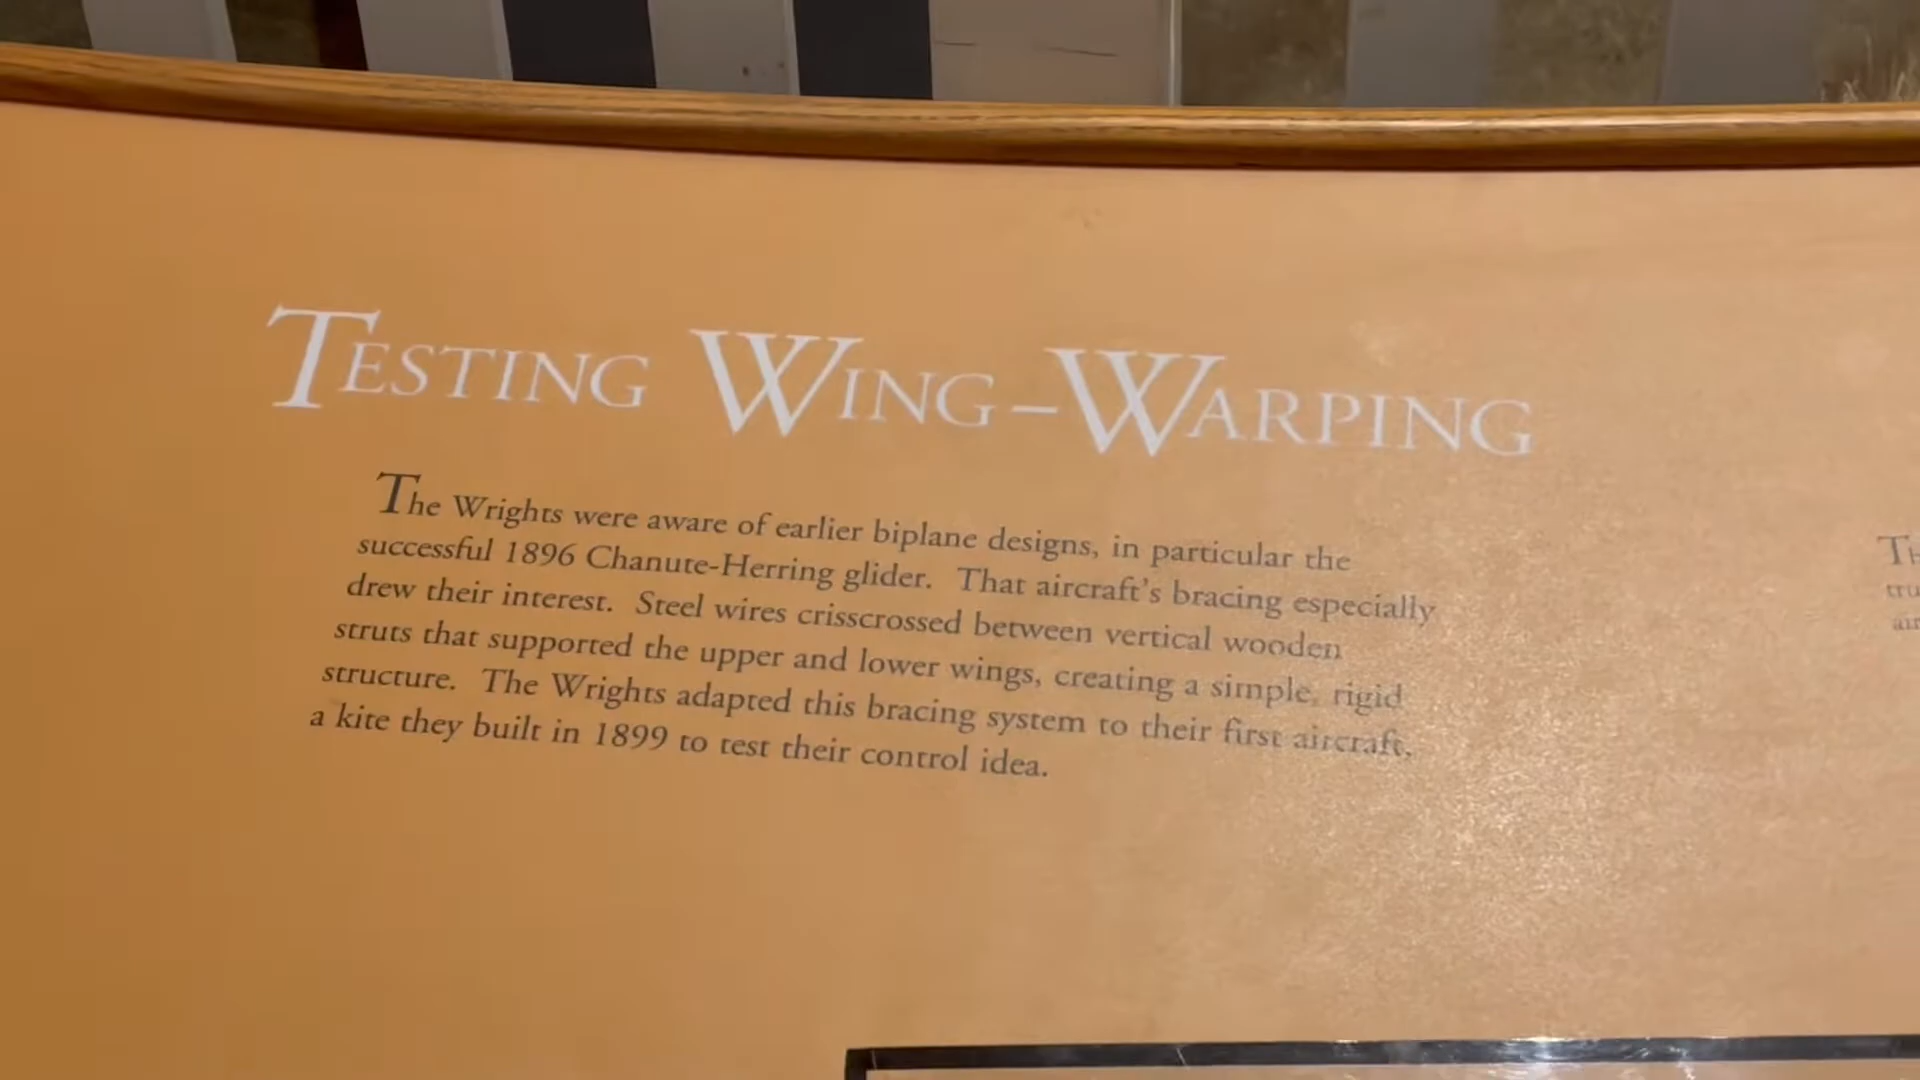 TESTING WING-WARPING
The Wrights were aware of earlier biplane designs, in particular the
successful 1896 Chanute-Herring glider. That aircraft's bracing especially
drew their interest. Steel wires crisscrossed between vertical wooden
struts that supported the upper and lower wings, creating a simple, rigid
structure. The Wrights adapted this bracing system to their first aircraft,
a kite they built in 1899 to test their control idea.